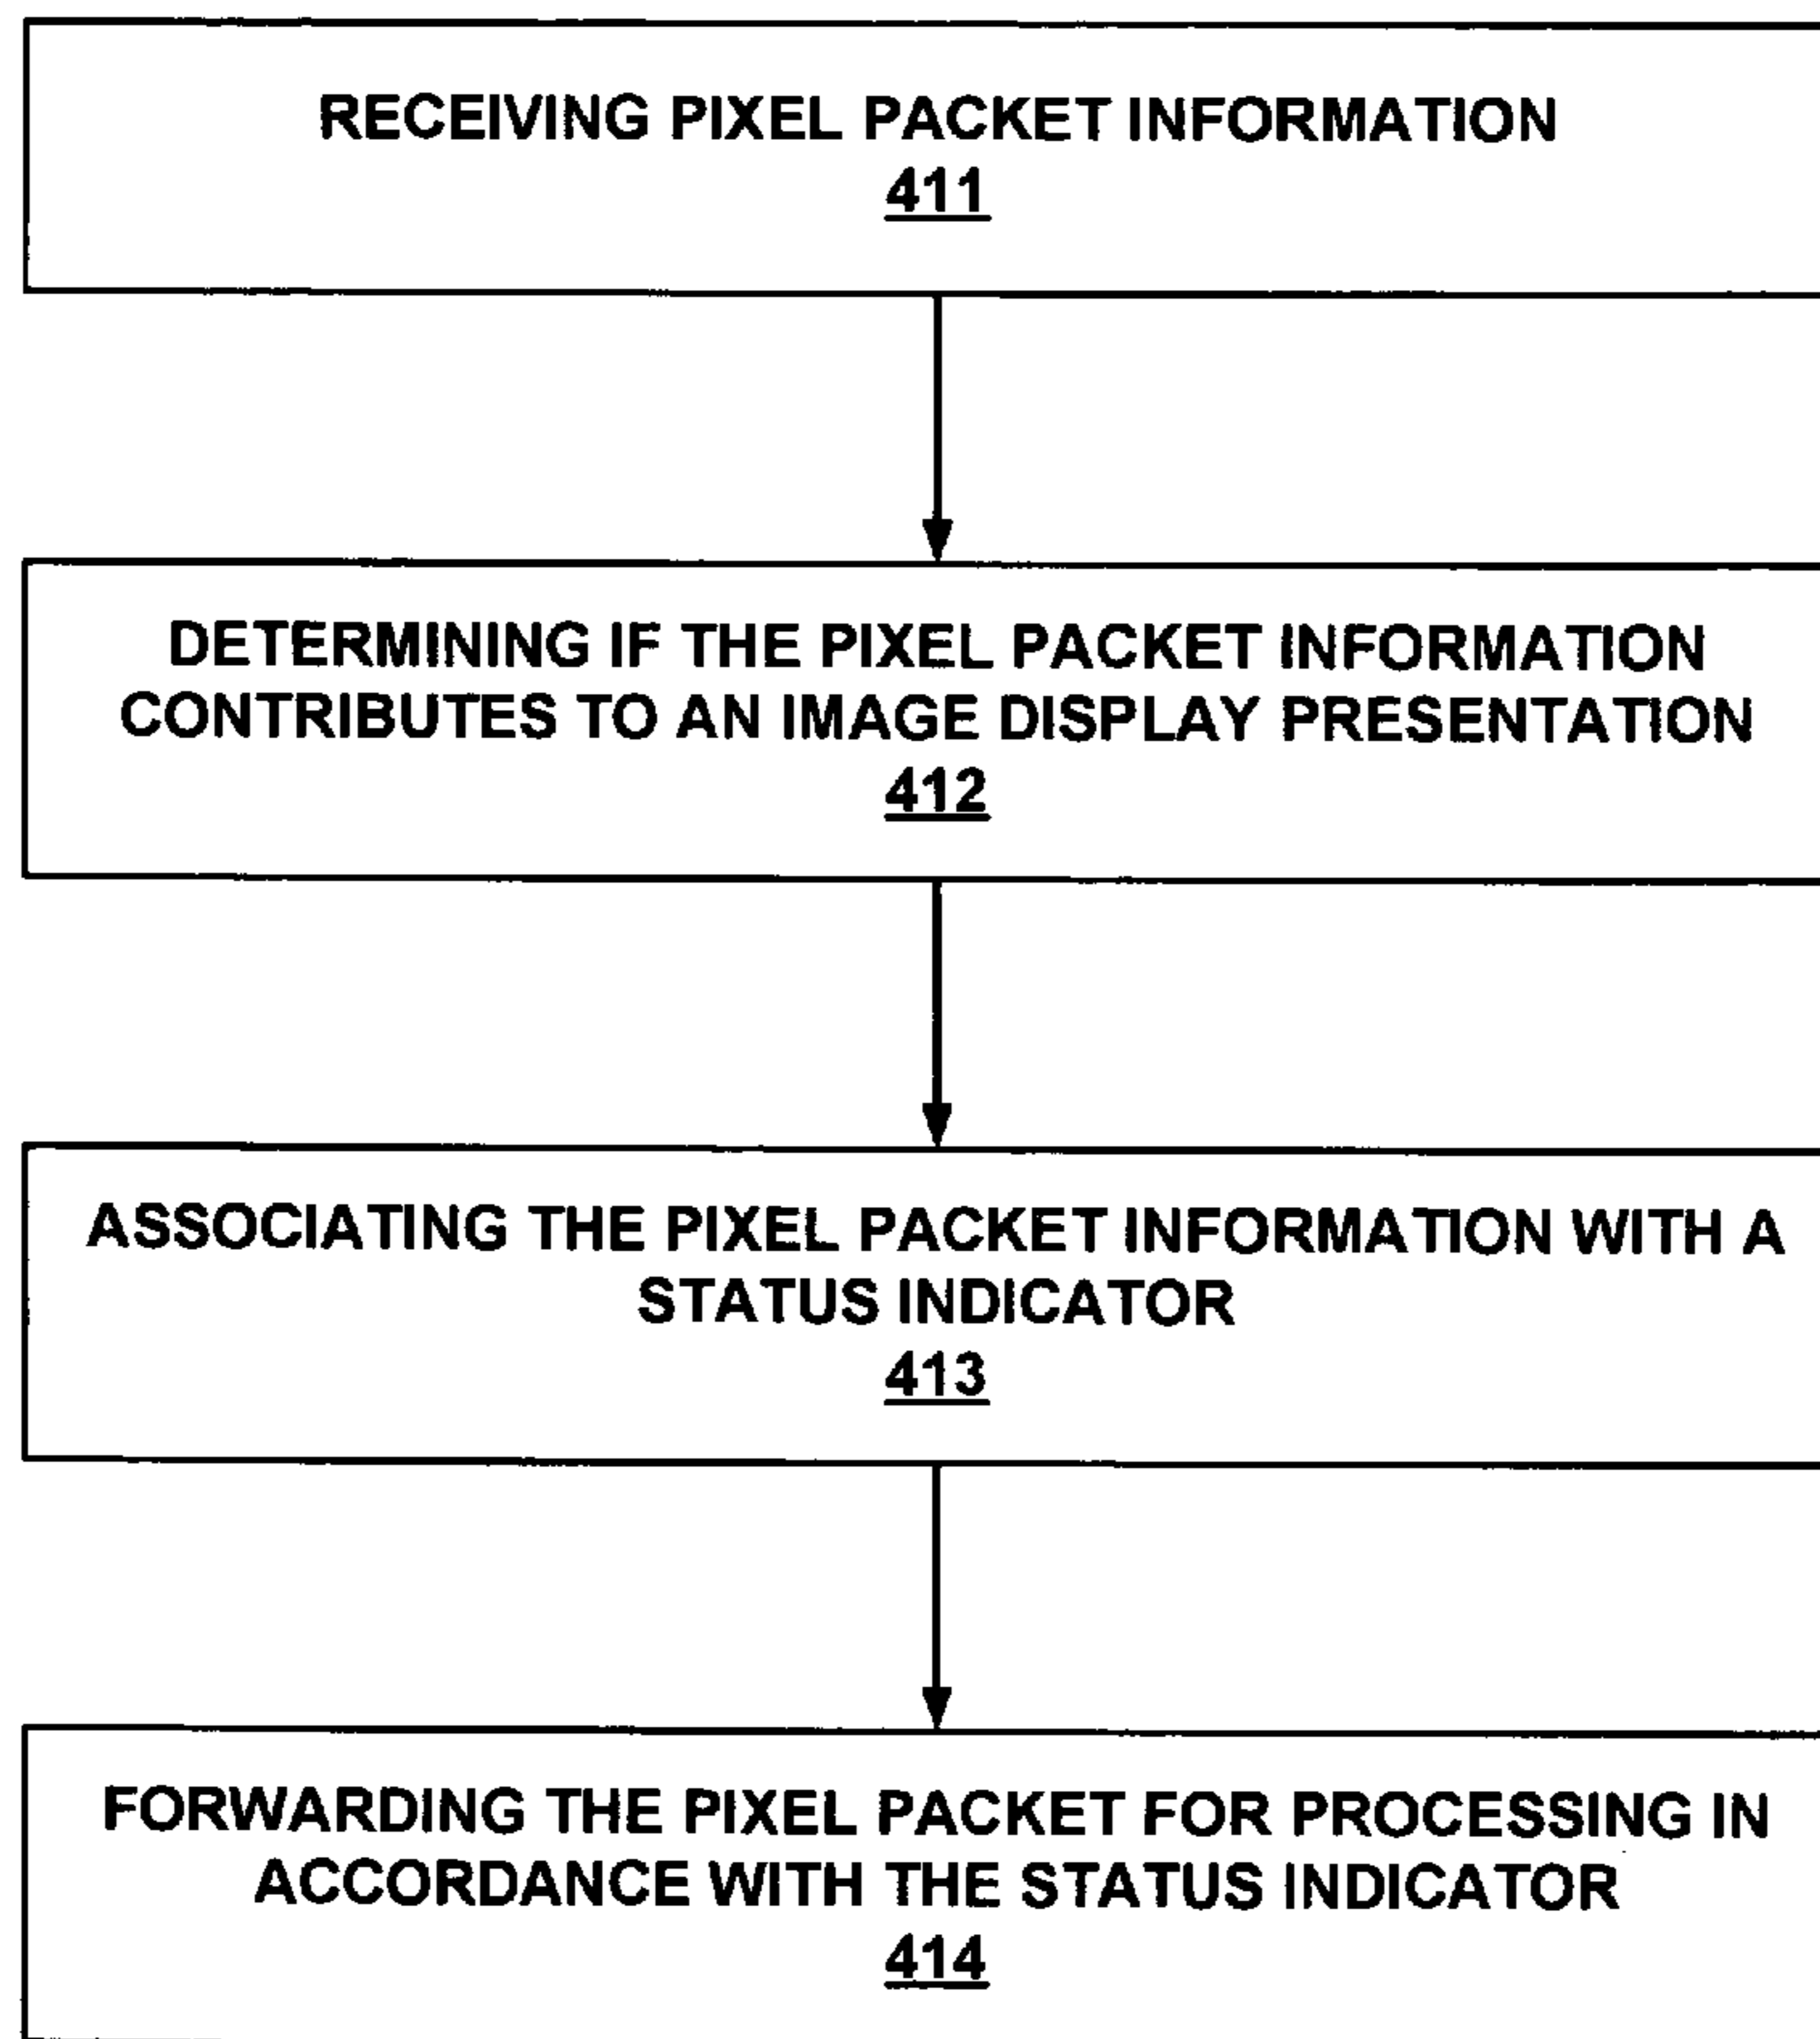 RECEIVING PIXEL PACKET INFORMATION
411
DETERMINING IF THE PIXEL PACKET INFORMATION
CONTRIBUTES TO AN IMAGE DISPLAY PRESENTATION
412
ASSOCIATING THE PIXEL PACKET INFORMATION WITH A
STATUS INDICATOR
413
FORWARDING THE PIXEL PACKET FOR PROCESSING IN
ACCORDANCE WITH THE STATUS INDICATOR
414